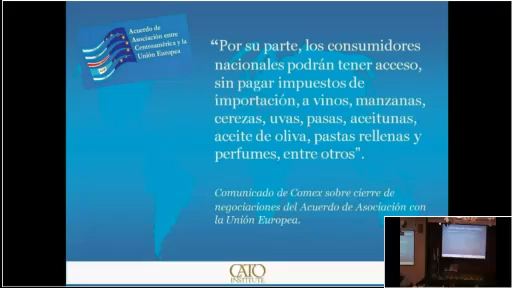 Acuerdo de
Asociación entre
Centroamérica y la
Unión Europea
“Por su parte, los consumidores
nacionales podrán tener acceso,
sin pagar impuestos de
importación, a vinos, manzanas,
cerezas, uvas, pasas, aceitunas,
aceite de oliva, pastas rellenas y
perfumes, entre otros".
Comunicado de Comex sobre cierre de
negociaciones del Acuerdo de Asociación con
la Unión Europea.
CATO
INSTITUTE